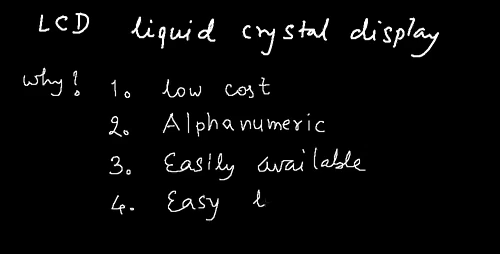 LCD liquid crystal display
Why? 1. low cost
2. Alphanumeric
3. Easily available
4. Easy t